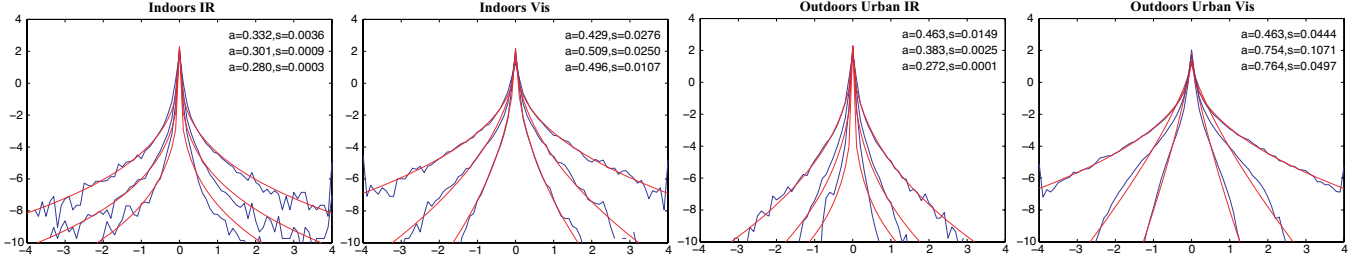 Indoors IR
4
2
0
−2
−4
−6
−8
−10
−4 −3 −2 −1 0 1 2 3 4
a=0.332,s=0.0036
a=0.301,s=0.0009
a=0.280,s=0.0003
Indoors Vis
4
2
0
−2
−4
−6
−8
−10
−4 −3 −2 −1 0 1 2 3 4
a=0.429,s=0.0276
a=0.509,s=0.0250
a=0.496,s=0.0107
Outdoors Urban IR
4
2
0
−2
−4
−6
−8
−10
−4 −3 −2 −1 0 1 2 3 4
a=0.463,s=0.0149
a=0.383,s=0.0025
a=0.272,s=0.0001
Outdoors Urban Vis
4
2
0
−2
−4
−6
−8
−10
−4 −3 −2 −1 0 1 2 3 4
a=0.463,s=0.0444
a=0.754,s=0.1071
a=0.764,s=0.0497